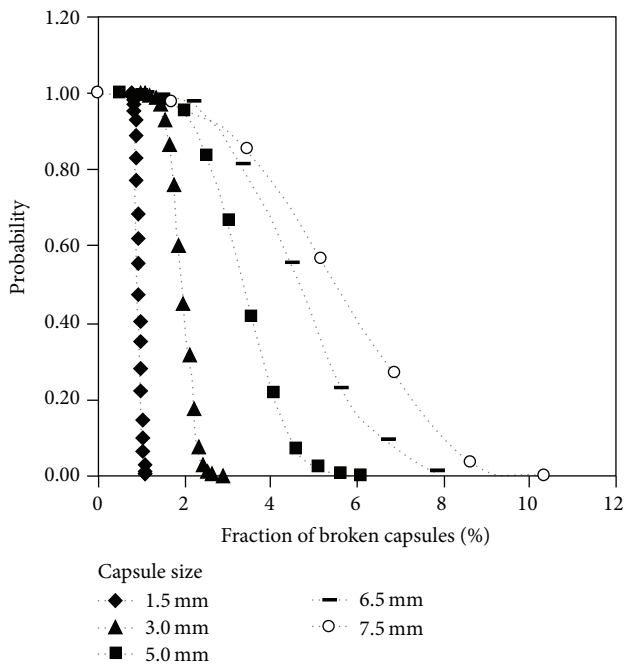 1.20
1.00
0.80
0.60
0.40
0.20
0.00
Probability
0 2 4 6 8 10 12
Fraction of broken capsules (%)
Capsule size
1.5 mm
3.0 mm
5.0 mm
6.5 mm
7.5 mm